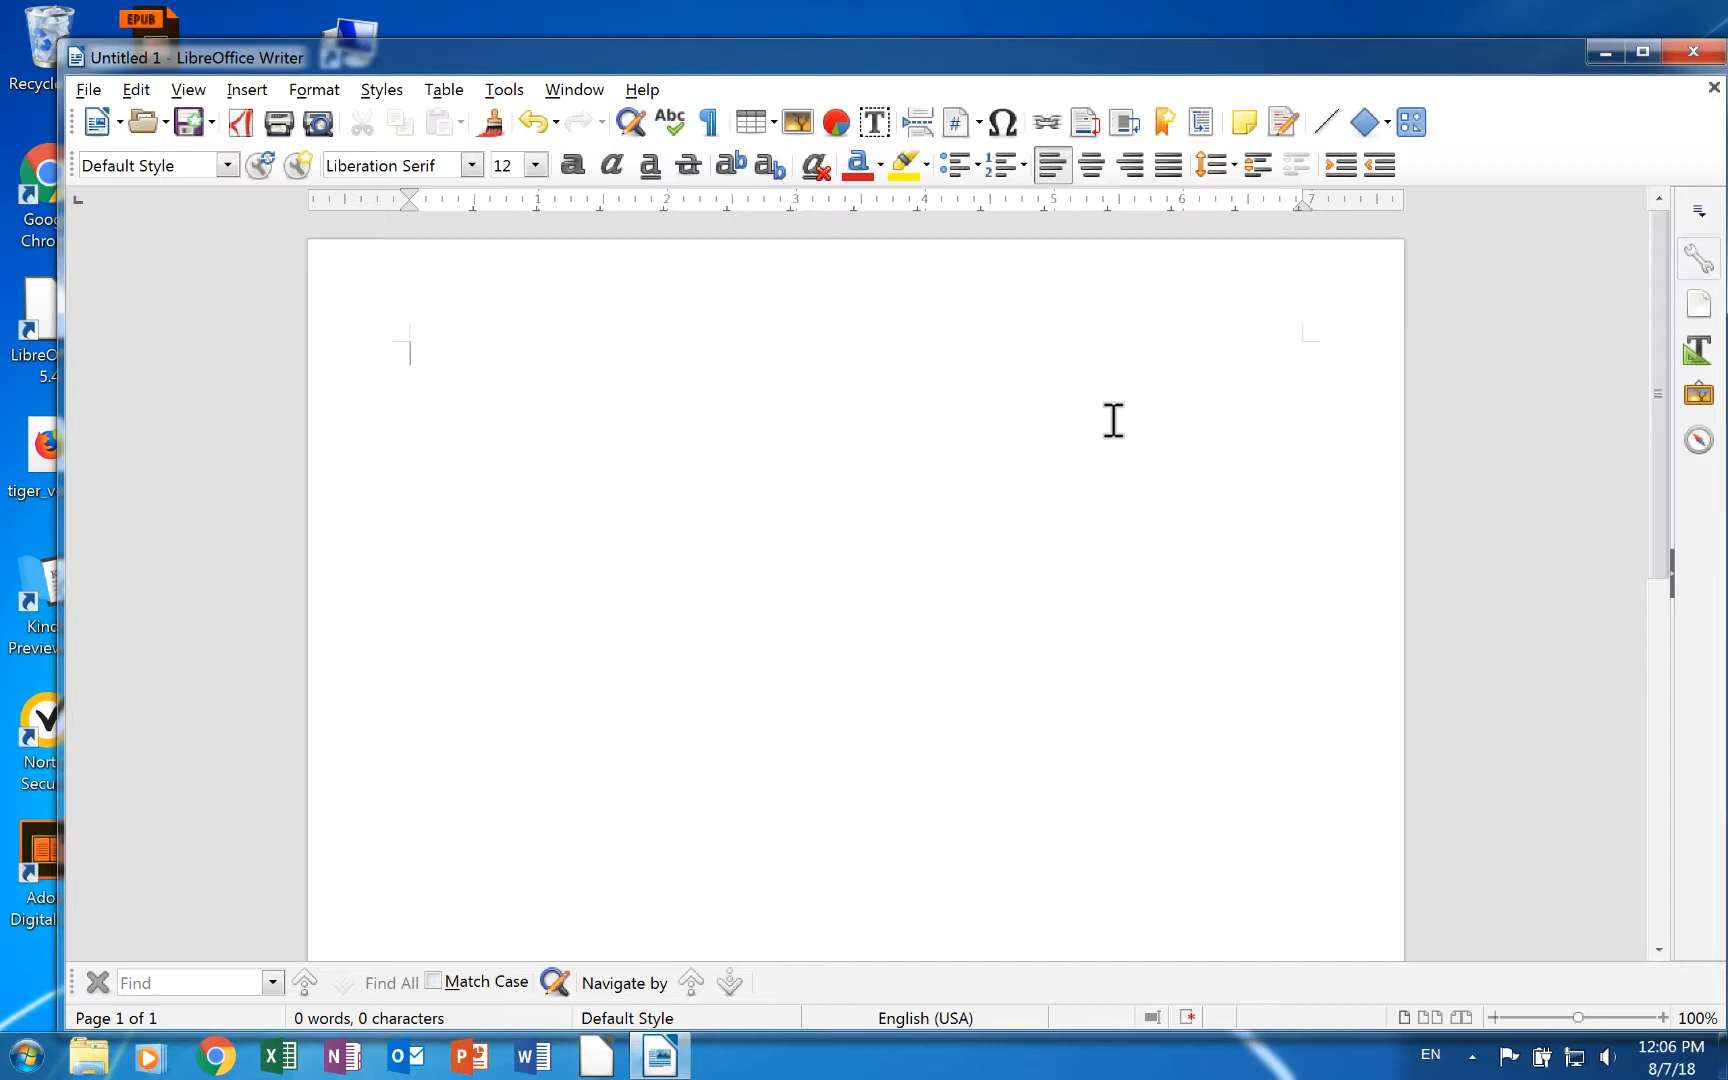 EPUB
Recycl
Goo
Chro
LibreO
5.4
tiger_v
Kin
Preview
Nort
Secu
Ado
Digital
Untitled 1 - LibreOffice Writer
File Edit View Insert Format Styles Table Tools Window Help
Abc
Default Style Liberation Serif 12
1 2 3 4 5 6 7
Find Find All Match Case Navigate by
Page 1 of 1 0 words, 0 characters Default Style English (USA) 100%
EN 12:06 PM
8/7/18